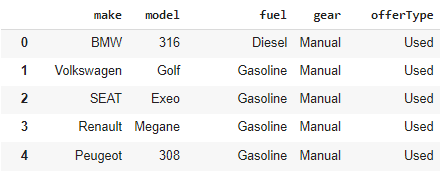 make model fuel gear offerType
0 BMW 316 Diesel Manual Used
1 Volkswagen Golf Gasoline Manual Used
2 SEAT Exeo Gasoline Manual Used
3 Renault Megane Gasoline Manual Used
4 Peugeot 308 Gasoline Manual Used